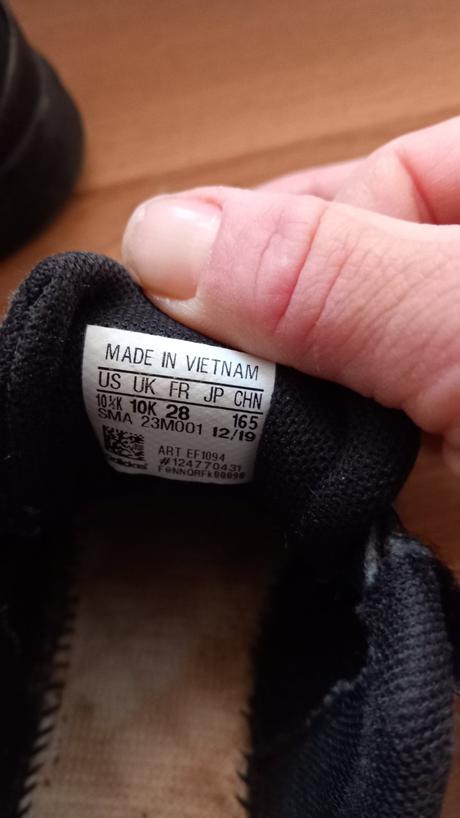 MADE IN VIETNAM
US UK FR JP CHN
10½K 10K 28 165
SMA 23M001 12/19
ART EF1094
#124770431
adidas